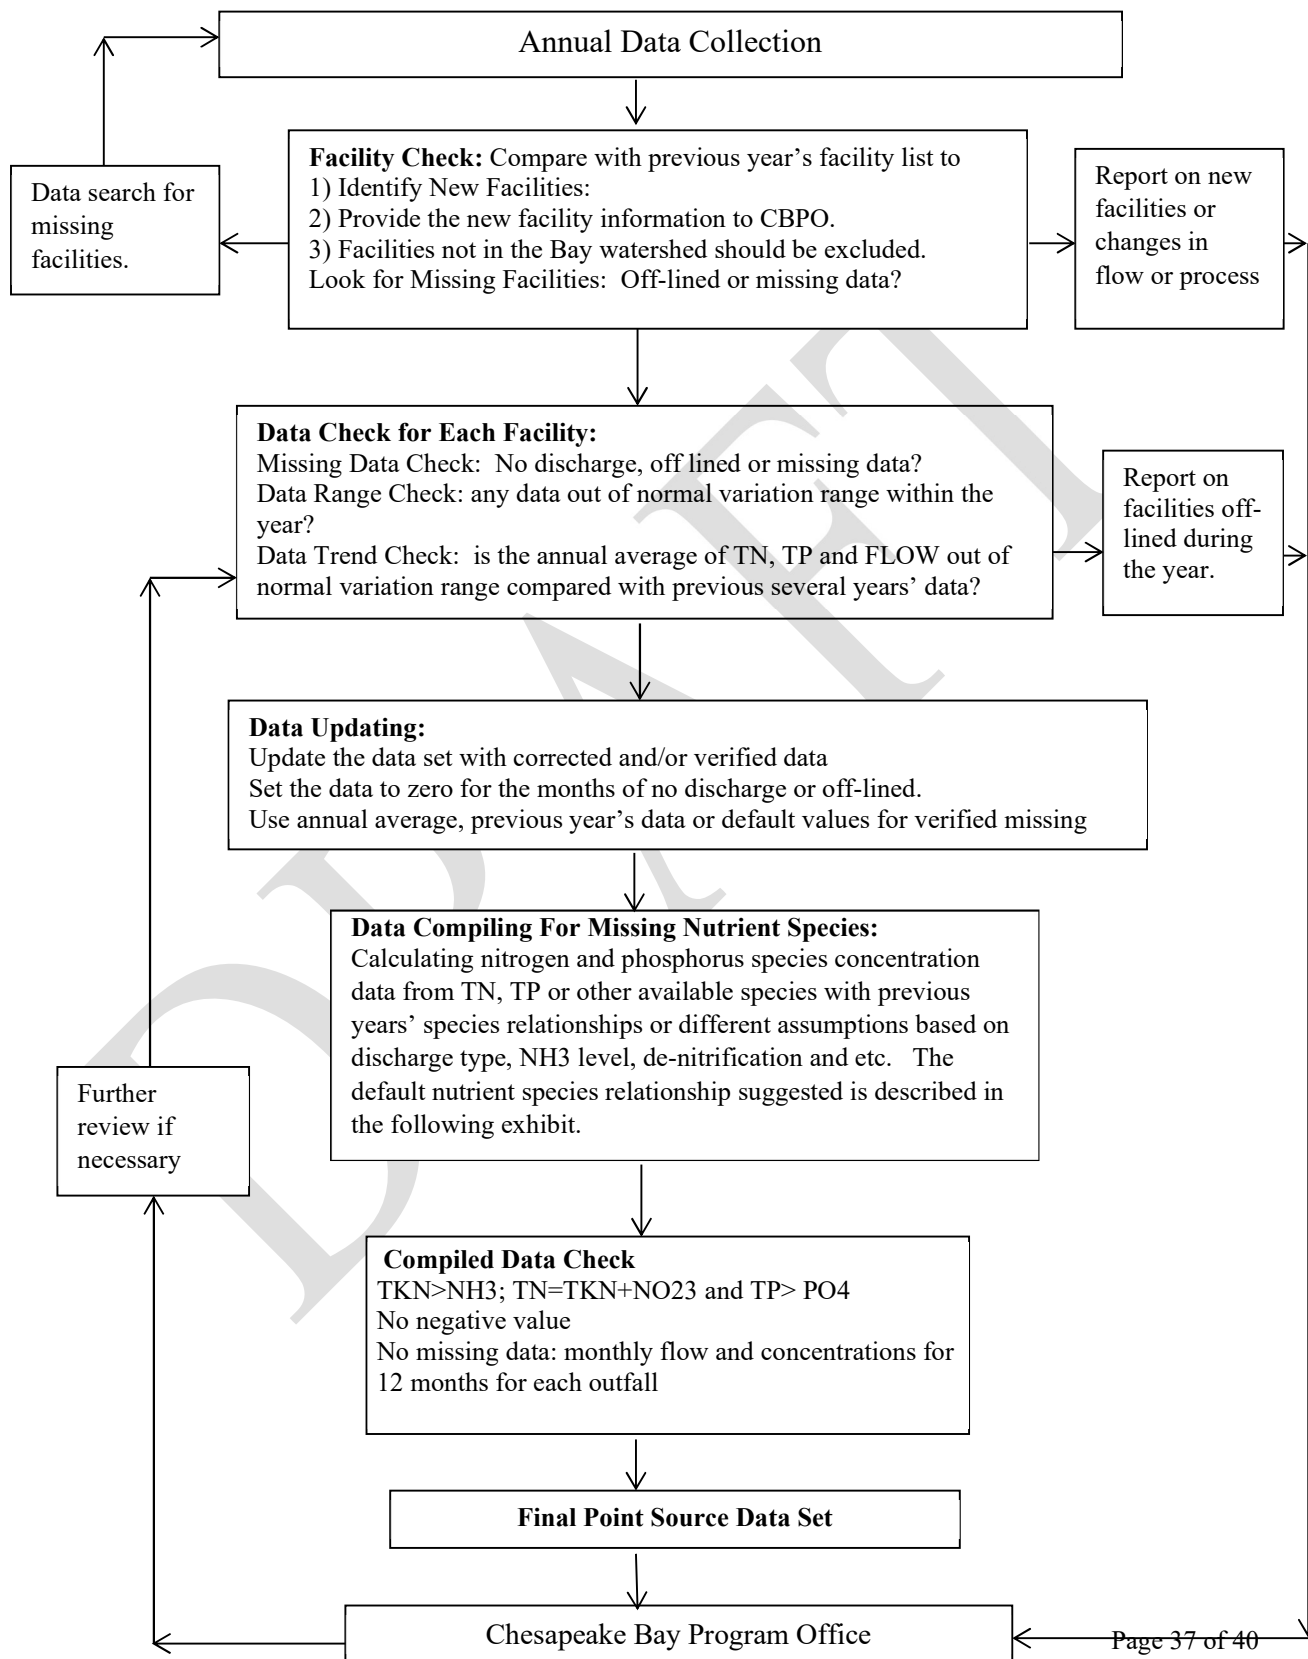 Annual Data Collection
Facility Check: Compare with previous year’s facility list to
1) Identify New Facilities:
2) Provide the new facility information to CBPO.
3) Facilities not in the Bay watershed should be excluded.
Look for Missing Facilities:  Off-lined or missing data?
Data search for
missing
facilities.
Report on new
facilities or
changes in
flow or process
Data Check for Each Facility:
Missing Data Check:  No discharge, off lined or missing data?
Data Range Check: any data out of normal variation range within the
year?
Data Trend Check:  is the annual average of TN, TP and FLOW out of
normal variation range compared with previous several years’ data?
Report on
facilities off-
lined during
the year.
Data Updating:
Update the data set with corrected and/or verified data
Set the data to zero for the months of no discharge or off-lined.
Use annual average, previous year’s data or default values for verified missing
Data Compiling For Missing Nutrient Species:
Calculating nitrogen and phosphorus species concentration
data from TN, TP or other available species with previous
years’ species relationships or different assumptions based on
discharge type, NH3 level, de-nitrification and etc.   The
default nutrient species relationship suggested is described in
the following exhibit.
Further
review if
necessary
Compiled Data Check
TKN>NH3; TN=TKN+NO23 and TP> PO4
No negative value
No missing data: monthly flow and concentrations for
12 months for each outfall
Final Point Source Data Set
Chesapeake Bay Program Office
Page 37 of 40
DRAFT